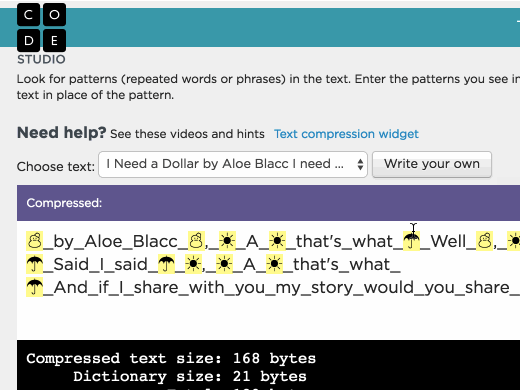 CODE
STUDIO
Look for patterns (repeated words or phrases) in the text. Enter the patterns you see in
text in place of the pattern.
Need help? See these videos and hints Text compression widget
Choose text: I Need a Dollar by Aloe Blacc I need ... Write your own
Compressed:
☃_by_Aloe_Blacc_☃,_☀_A_☀_that's_what_☂_Well_☃,_☀
☂_Said_I_said_☂ ☀,_☀_A_☀_that's_what_
☂_And_if_I_share_with_you_my_story_would_you_share_
Compressed text size: 168 bytes
Dictionary size: 21 bytes